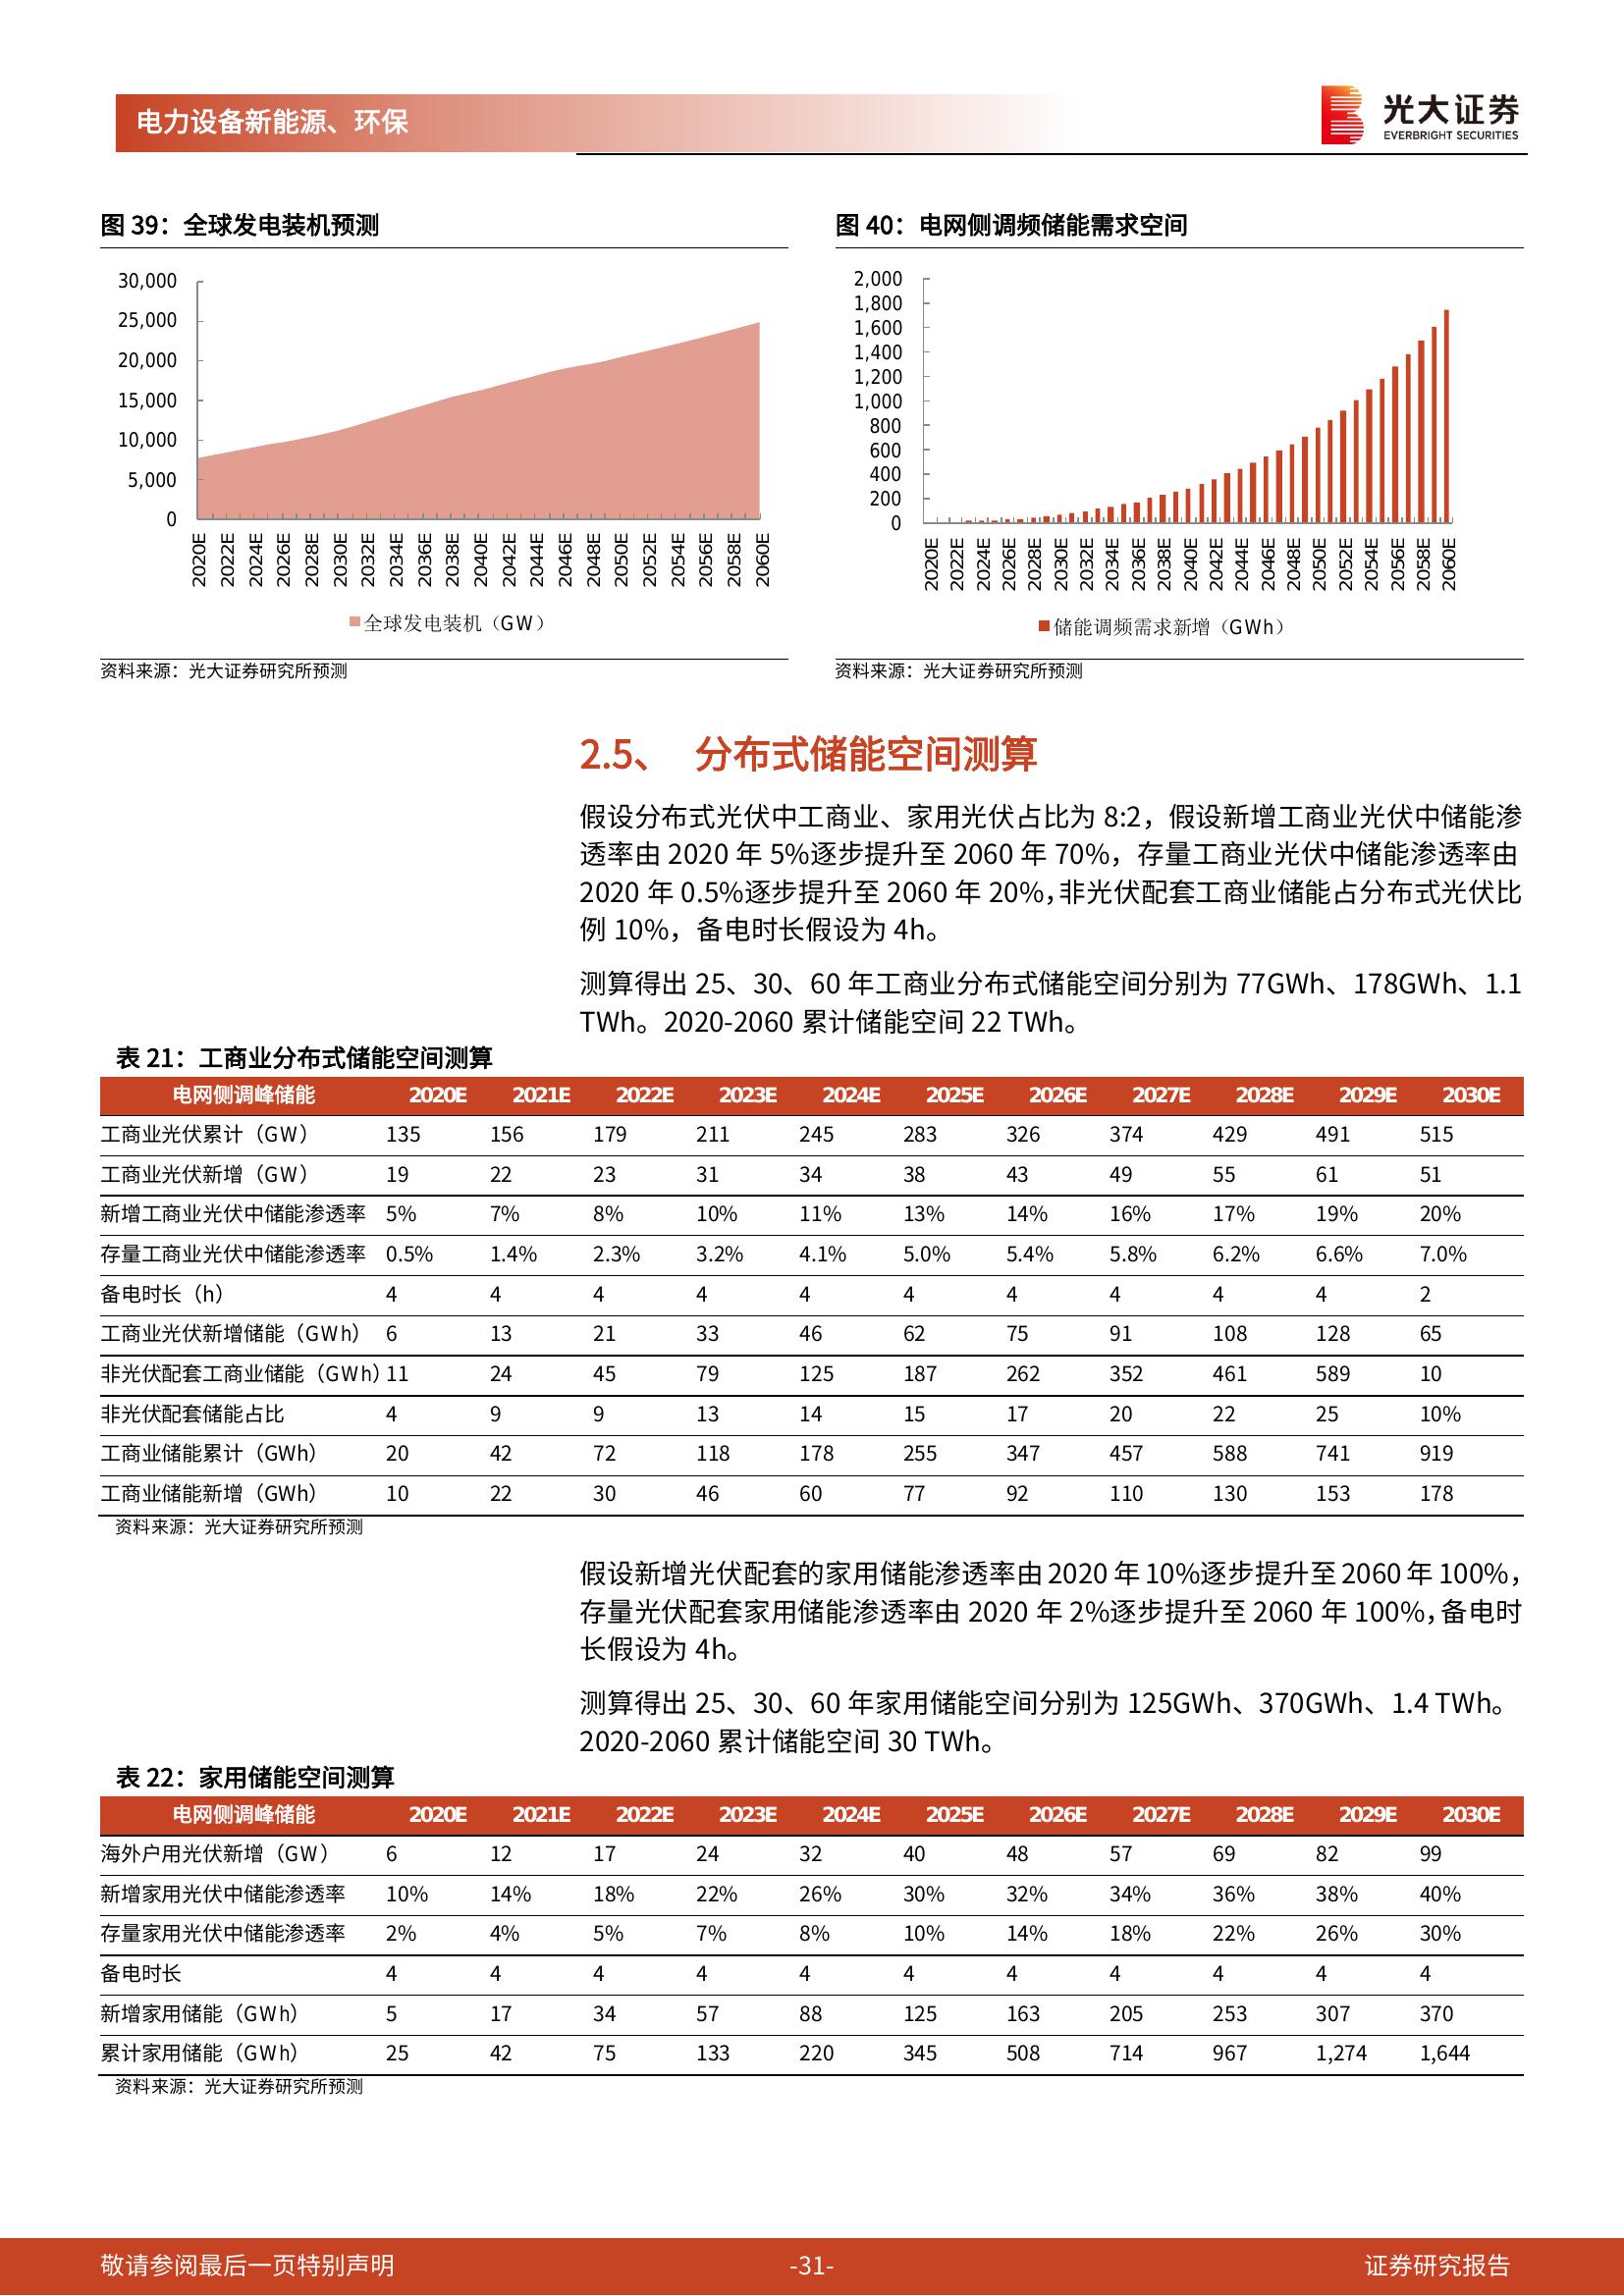 电力设备新能源、环保
光大证券
EVERBRIGHT SECURITIES
图 39：全球发电装机预测
30,000
25,000
20,000
15,000
10,000
5,000
0
2020E 2022E 2024E 2026E 2028E 2030E 2032E 2034E 2036E 2038E 2040E 2042E 2044E 2046E 2048E 2050E 2052E 2054E 2056E 2058E 2060E
全球发电装机（GW）
资料来源：光大证券研究所预测
图 40：电网侧调频储能需求空间
2,000
1,800
1,600
1,400
1,200
1,000
800
600
400
200
0
2020E 2022E 2024E 2026E 2028E 2030E 2032E 2034E 2036E 2038E 2040E 2042E 2044E 2046E 2048E 2050E 2052E 2054E 2056E 2058E 2060E
储能调频需求新增（GWh）
资料来源：光大证券研究所预测
2.5、 分布式储能空间测算
假设分布式光伏中工商业、家用光伏占比为 8:2，假设新增工商业光伏中储能渗
透率由 2020 年 5%逐步提升至 2060 年 70%，存量工商业光伏中储能渗透率由
2020 年 0.5%逐步提升至 2060 年 20%，非光伏配套工商业储能占分布式光伏比
例 10%，备电时长假设为 4h。
测算得出 25、30、60 年工商业分布式储能空间分别为 77GWh、178GWh、1.1
TWh。2020-2060 累计储能空间 22 TWh。
表 21：工商业分布式储能空间测算
电网侧调峰储能 2020E 2021E 2022E 2023E 2024E 2025E 2026E 2027E 2028E 2029E 2030E
工商业光伏累计（GW） 135 156 179 211 245 283 326 374 429 491 515
工商业光伏新增（GW） 19 22 23 31 34 38 43 49 55 61 51
新增工商业光伏中储能渗透率 5% 7% 8% 10% 11% 13% 14% 16% 17% 19% 20%
存量工商业光伏中储能渗透率 0.5% 1.4% 2.3% 3.2% 4.1% 5.0% 5.4% 5.8% 6.2% 6.6% 7.0%
备电时长（h） 4 4 4 4 4 4 4 4 4 4 2
工商业光伏新增储能（GWh） 6 13 21 33 46 62 75 91 108 128 65
非光伏配套工商业储能（GWh） 11 24 45 79 125 187 262 352 461 589 10
非光伏配套储能占比 4 9 9 13 14 15 17 20 22 25 10%
工商业储能累计（GWh） 20 42 72 118 178 255 347 457 588 741 919
工商业储能新增（GWh） 10 22 30 46 60 77 92 110 130 153 178
资料来源：光大证券研究所预测
假设新增光伏配套的家用储能渗透率由 2020 年 10%逐步提升至 2060 年 100%，
存量光伏配套家用储能渗透率由 2020 年 2%逐步提升至 2060 年 100%，备电时
长假设为 4h。
测算得出 25、30、60 年家用储能空间分别为 125GWh、370GWh、1.4 TWh。
2020-2060 累计储能空间 30 TWh。
表 22：家用储能空间测算
电网侧调峰储能 2020E 2021E 2022E 2023E 2024E 2025E 2026E 2027E 2028E 2029E 2030E
海外户用光伏新增（GW） 6 12 17 24 32 40 48 57 69 82 99
新增家用光伏中储能渗透率 10% 14% 18% 22% 26% 30% 32% 34% 36% 38% 40%
存量家用光伏中储能渗透率 2% 4% 5% 7% 8% 10% 14% 18% 22% 26% 30%
备电时长 4 4 4 4 4 4 4 4 4 4 4
新增家用储能（GWh） 5 17 34 57 88 125 163 205 253 307 370
累计家用储能（GWh） 25 42 75 133 220 345 508 714 967 1,274 1,644
资料来源：光大证券研究所预测
敬请参阅最后一页特别声明 -31- 证券研究报告